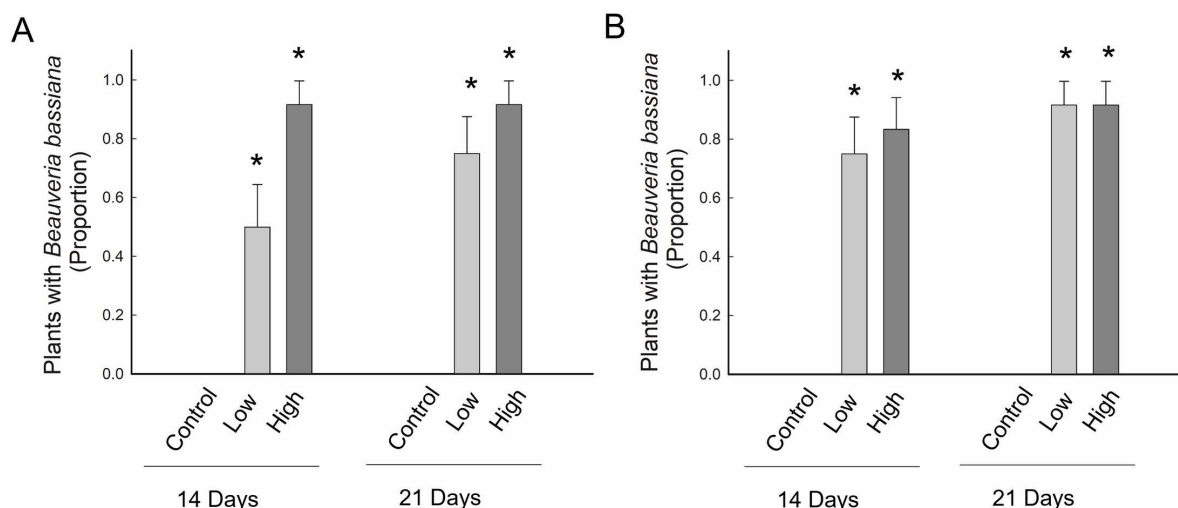 A
Plants with Beauveria bassiana
(Proportion)
1.0
0.8
0.6
0.4
0.2
0.0
*
*
*
*
Control
Low
High
Control
Low
High
14 Days
21 Days
B
Plants with Beauveria bassiana
(Proportion)
1.0
0.8
0.6
0.4
0.2
0.0
*
*
*
*
Control
Low
High
Control
Low
High
14 Days
21 Days